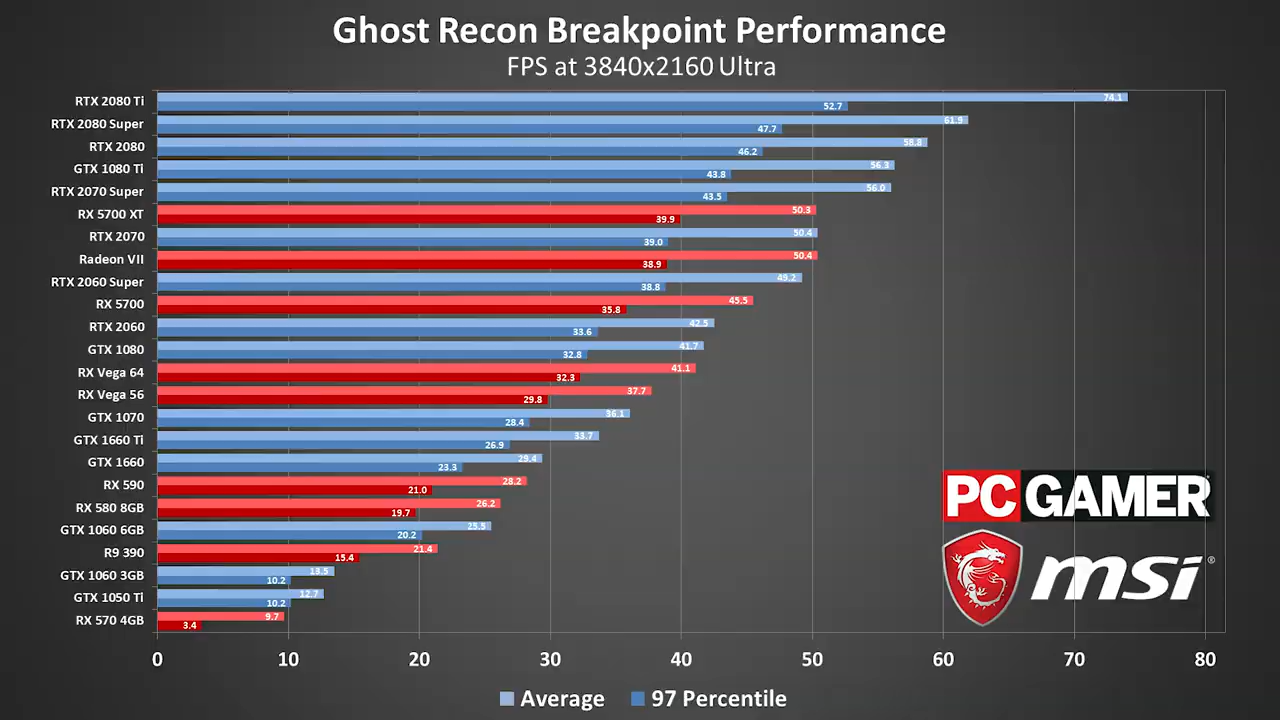 Ghost Recon Breakpoint Performance
FPS at 3840x2160 Ultra
RTX 2080 Ti 74.1 52.7
RTX 2080 Super 61.9 47.7
RTX 2080 58.8 46.2
GTX 1080 Ti 56.3 43.8
RTX 2070 Super 56.0 43.5
RX 5700 XT 50.3 39.9
RTX 2070 50.4 39.0
Radeon VII 50.4 38.9
RTX 2060 Super 49.2 38.8
RX 5700 45.5 35.8
RTX 2060 42.5 33.6
GTX 1080 41.7 32.8
RX Vega 64 41.1 32.3
RX Vega 56 37.7 29.8
GTX 1070 36.1 28.4
GTX 1660 Ti 33.7 26.9
GTX 1660 29.4 23.3
RX 590 28.2 21.0
RX 580 8GB 26.2 19.7
GTX 1060 6GB 25.5 20.2
R9 390 21.4 15.4
GTX 1060 3GB 13.5 10.2
GTX 1050 Ti 12.7 10.2
RX 570 4GB 9.7 3.4
PC GAMER
msi®
0 10 20 30 40 50 60 70 80
Average 97 Percentile